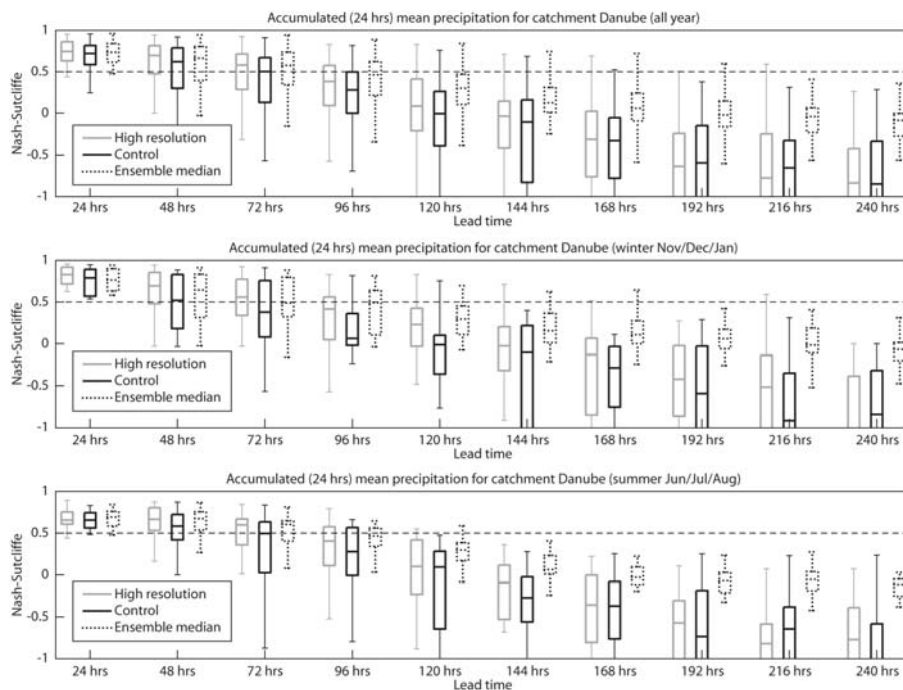 Accumulated (24 hrs) mean precipitation for catchment Danube (all year)
1
0.5
0
-0.5
-1
Nash-Sutcliffe
High resolution
Control
Ensemble median
24 hrs 48 hrs 72 hrs 96 hrs 120 hrs 144 hrs 168 hrs 192 hrs 216 hrs 240 hrs
Lead time
Accumulated (24 hrs) mean precipitation for catchment Danube (winter Nov/Dec/Jan)
1
0.5
0
-0.5
-1
Nash-Sutcliffe
High resolution
Control
Ensemble median
24 hrs 48 hrs 72 hrs 96 hrs 120 hrs 144 hrs 168 hrs 192 hrs 216 hrs 240 hrs
Lead time
Accumulated (24 hrs) mean precipitation for catchment Danube (summer Jun/Jul/Aug)
1
0.5
0
-0.5
-1
Nash-Sutcliffe
High resolution
Control
Ensemble median
24 hrs 48 hrs 72 hrs 96 hrs 120 hrs 144 hrs 168 hrs 192 hrs 216 hrs 240 hrs
Lead time